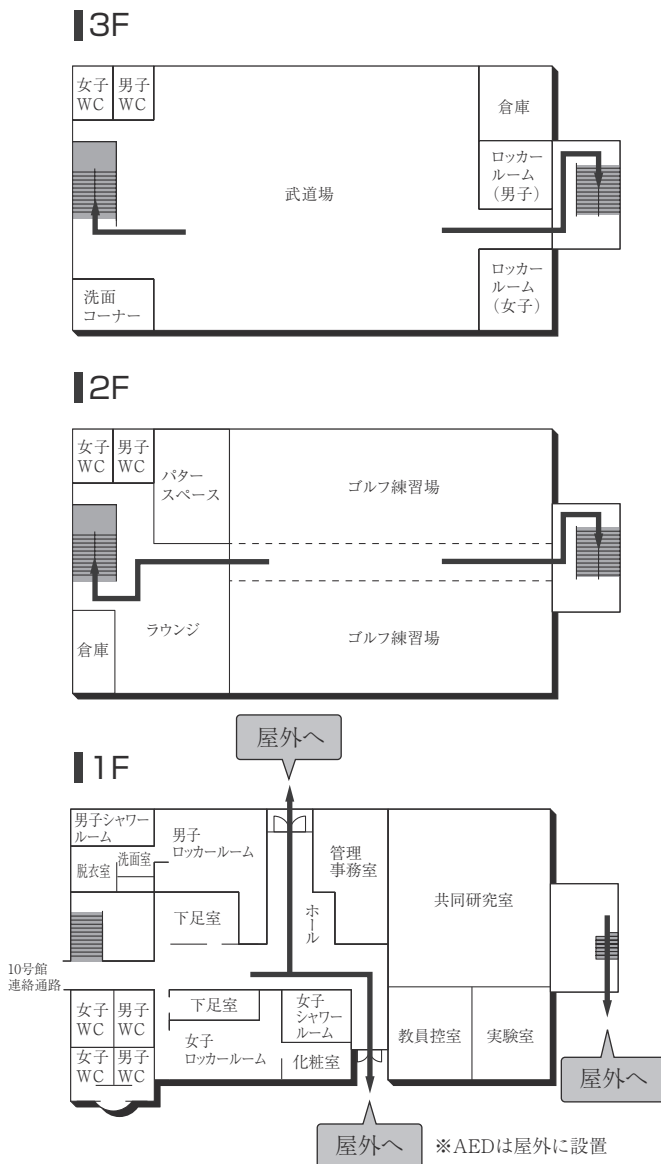 3F
女子
WC
男子
WC
倉庫
ロッカー
ルーム
(男子)
武道場
洗面
コーナー
ロッカー
ルーム
(女子)
2F
女子
WC
男子
WC
パター
スペース
ゴルフ練習場
ラウンジ
倉庫
ゴルフ練習場
屋外へ
1F
男子シャワー
ルーム
脱衣室
洗面室
男子
ロッカールーム
管理
事務室
共同研究室
下足室
ホール
10号館
連絡通路
女子
WC
男子
WC
下足室
女子
シャワー
ルーム
女子
ロッカールーム
化粧室
教員控室
実験室
女子
WC
男子
WC
屋外へ
屋外へ
※AEDは屋外に設置